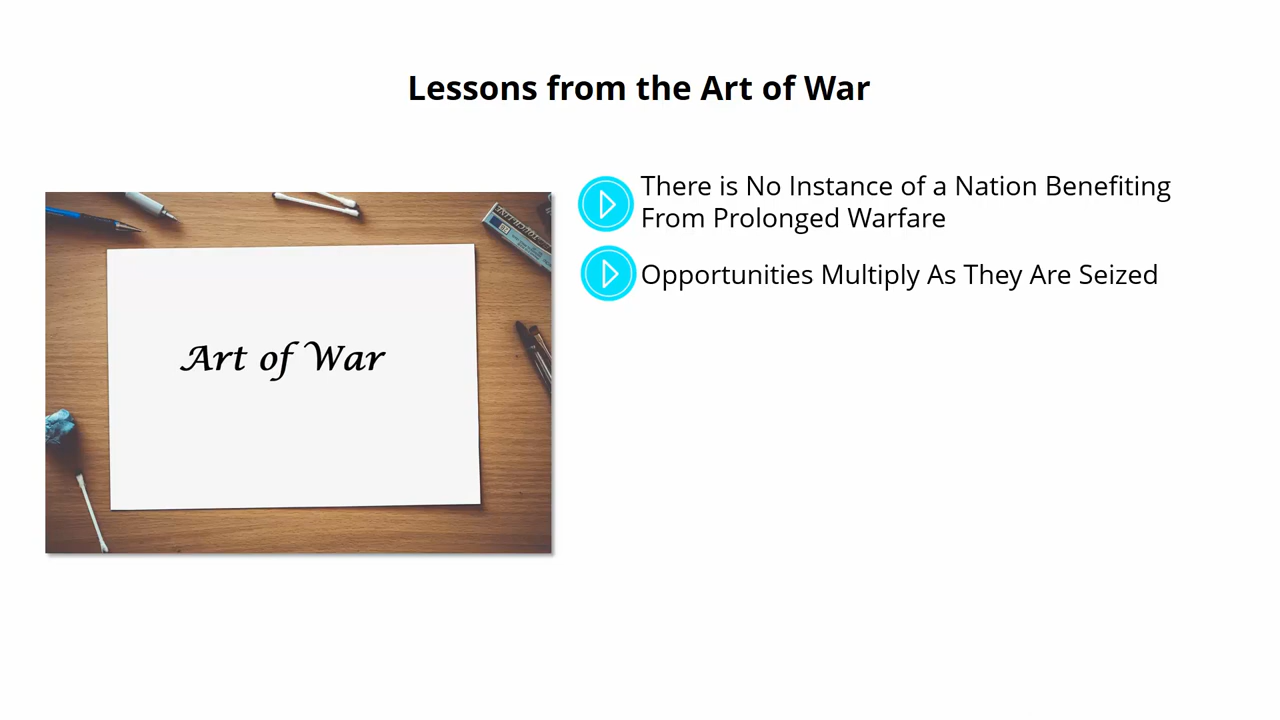 Lessons from the Art of War
There is No Instance of a Nation Benefiting
From Prolonged Warfare
Opportunities Multiply As They Are Seized
Art of War